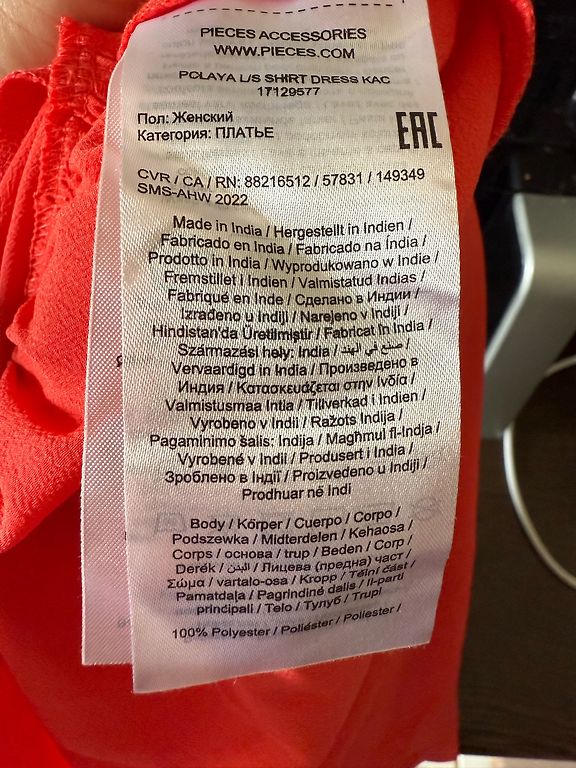 PIECES ACCESSORIES
WWW.PIECES.COM
PCLAYA L/S SHIRT DRESS KAC
17129577
Пол: Женский
Категория: ПЛАТЬЕ
EAC
CVR / CA / RN: 88216512 / 57831 / 149349
SMS-AHW 2022
Made in India / Hergestellt in Indien /
Fabricado en India / Fabricado na Índia /
Prodotto in India / Wyprodukowano w Indie /
Fremstillet i Indien / Valmistatud Indias /
Fabriqué en Inde / Сделано в Индии /
Izrađeno u Indiji / Narejeno v Indiji /
Hindistan'da Üretilmiştir / Fabricat în India /
Származási hely: India / صنع في الهند /
Vervaardigd in India / Произведено в
Индия / Κατασκευάζεται στην Ινδία /
Valmistusmaa Intia / Tillverkad i Indien /
Vyrobeno v Indii / Ražots Indija /
Pagaminimo šalis: Indija / Magħmul fl-Indja /
Vyrobené v Indii / Produsert i India /
Зроблено в Індії / Proizvedeno u Indiji /
Prodhuar në Indi
Body / Körper / Cuerpo / Corpo /
Podszewka / Midterdelen / Kehaosa /
Corps / основа / trup / Beden / Corp /
Derék / البدن / Лицева (предна) част /
Σώμα / vartalo-osa / Kropp / Tělní část /
Pamatdaļa / Pagrindinė dalis / Il-parti
prinċipali / Telo / Тулуб / Trupi
100% Polyester / Poliéster / Poliester /